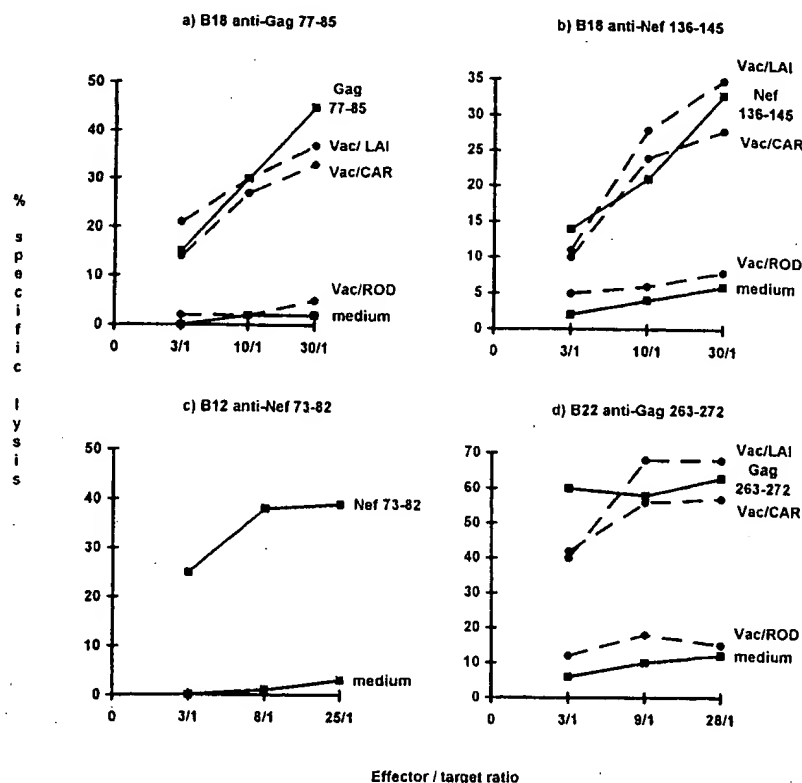 a) B18 anti-Gag 77-85
50
40
30
20
10
0
0
3/1
10/1
30/1
Gag
77-85
Vac/ LAI
Vac/CAR
Vac/ROD
medium
b) B18 anti-Nef 136-145
35
30
25
20
15
10
5
0
0
3/1
10/1
30/1
Vac/LAI
Nef
136-145
Vac/CAR
Vac/ROD
medium
% specific lysis
c) B12 anti-Nef 73-82
50
40
30
20
10
0
0
3/1
8/1
25/1
Nef 73-82
medium
d) B22 anti-Gag 263-272
70
60
50
40
30
20
10
0
0
3/1
9/1
28/1
Vac/LAI
Gag
263-272
Vac/CAR
Vac/ROD
medium
Effector / target ratio